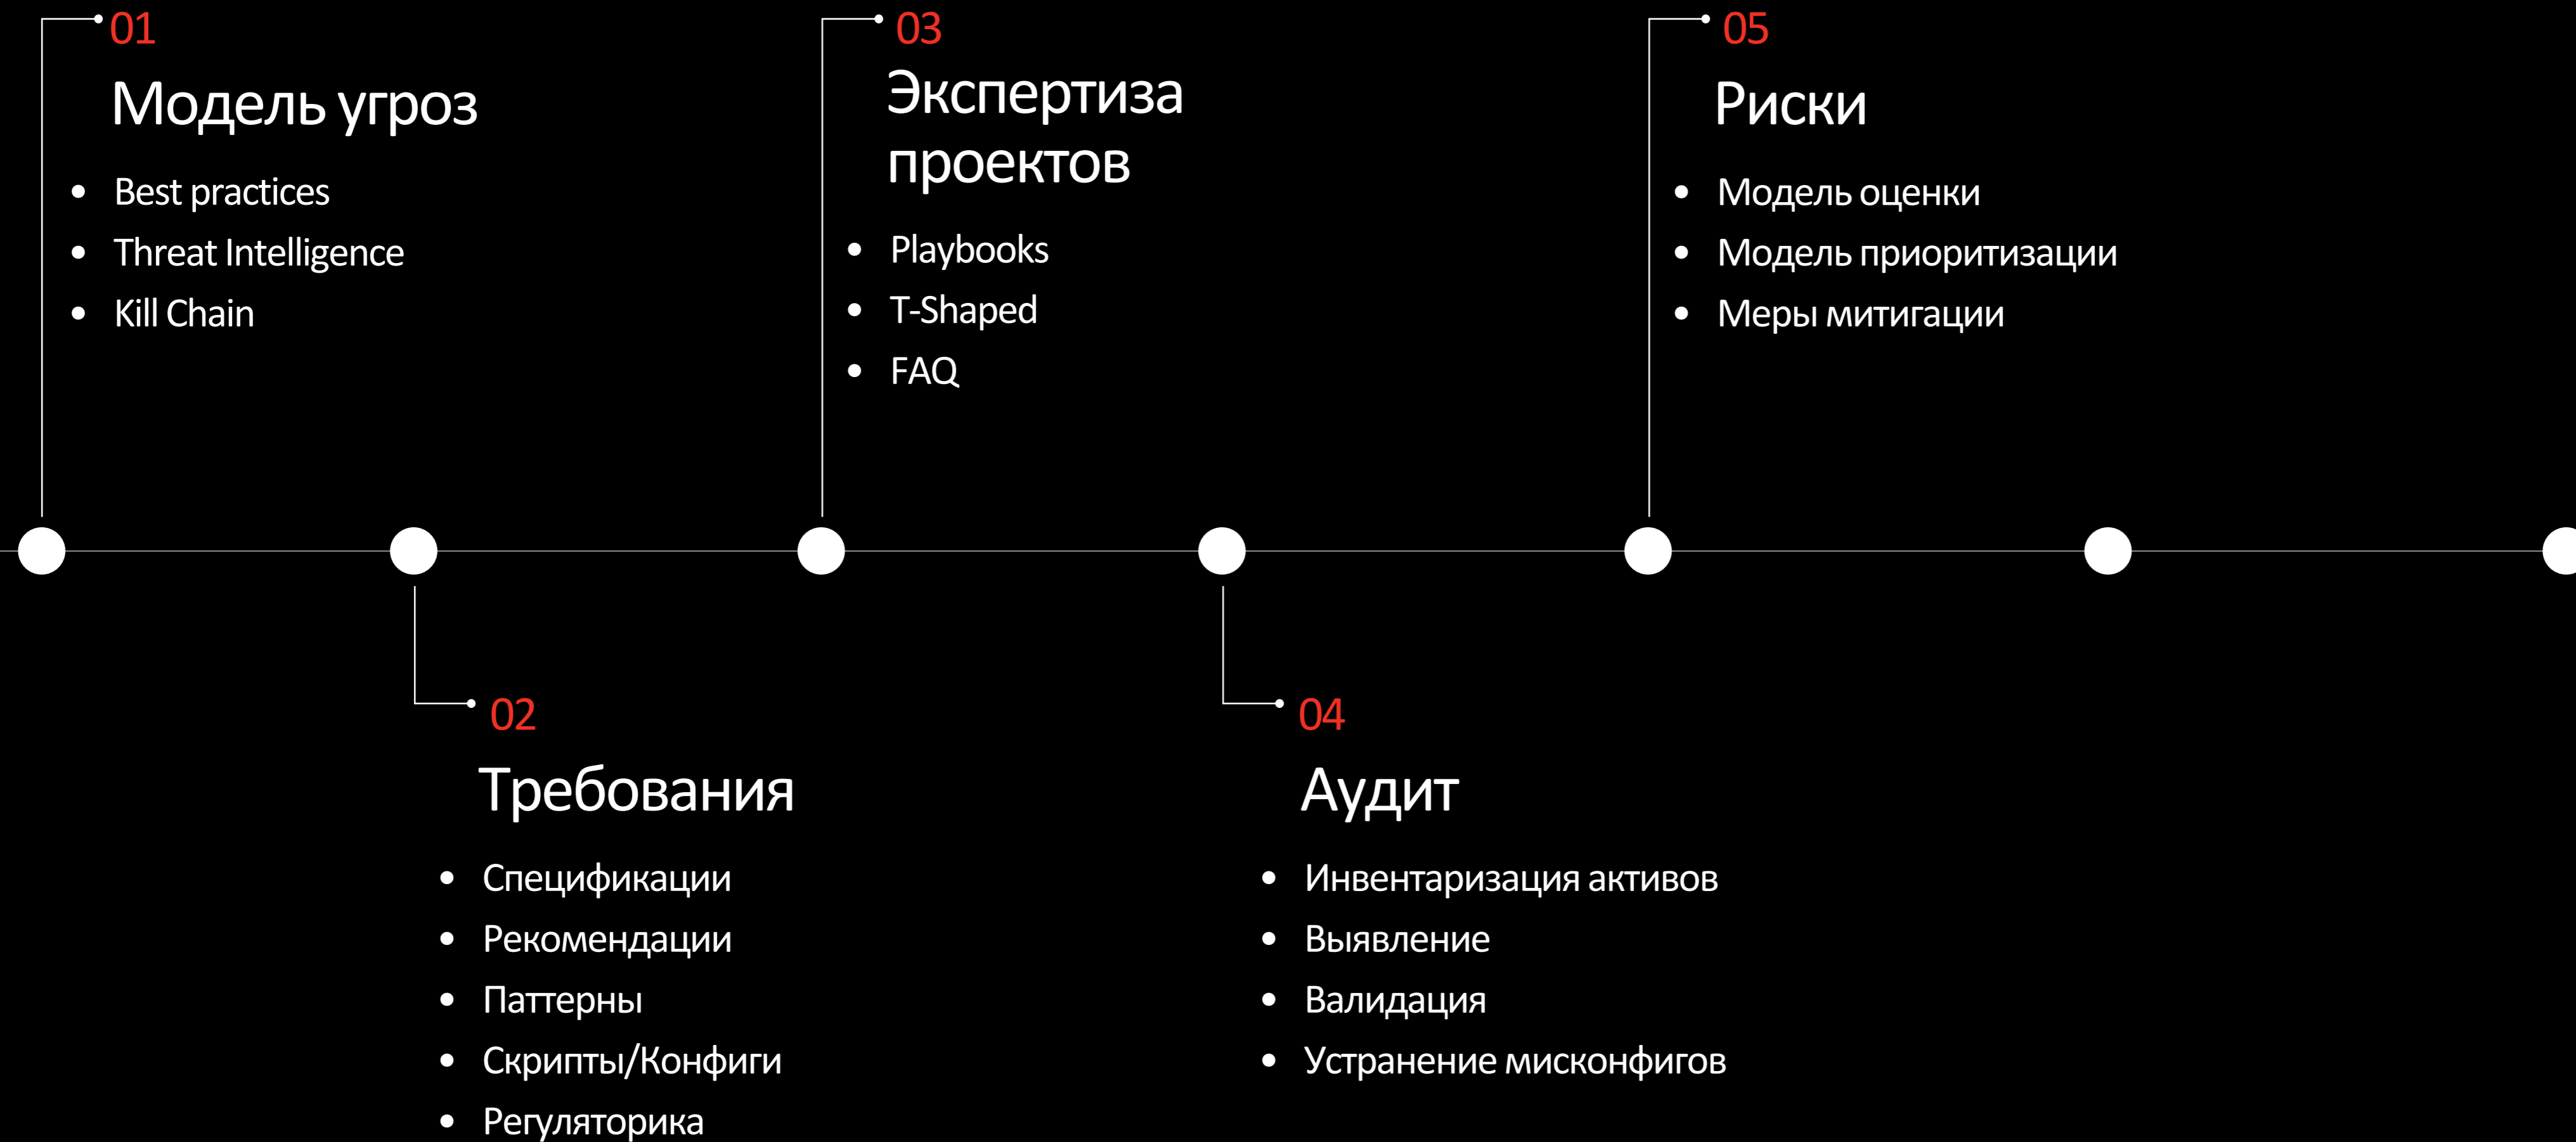 01
Модель угроз
Best practices
Threat Intelligence
Kill Chain
02
Требования
Спецификации
Рекомендации
Паттерны
Скрипты/Конфиги
Регуляторика
03
Экспертиза
проектов
Playbooks
T-Shaped
FAQ
04
Аудит
Инвентаризация активов
Выявление
Валидация
Устранение мисконфигов
05
Риски
Модель оценки
Модель приоритизации
Меры митигации